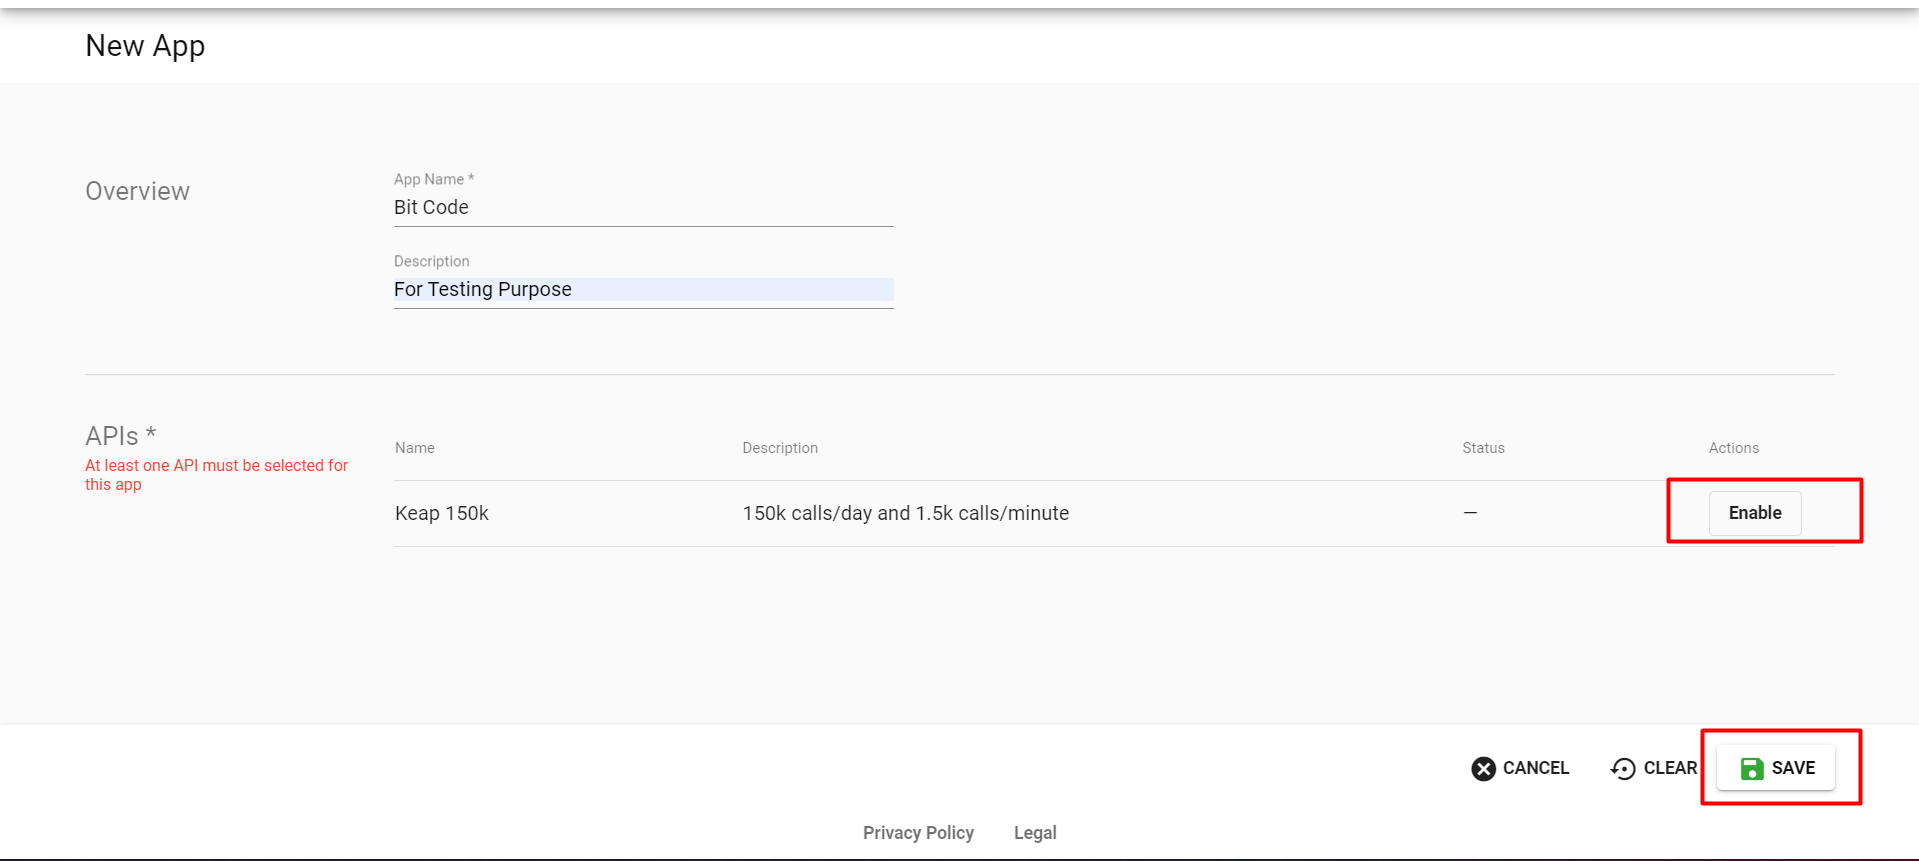 New App
Overview
App Name *
Bit Code
Description
For Testing Purpose
APIs *
At least one API must be selected for
this app
Name Description Status Actions
Keap 150k 150k calls/day and 1.5k calls/minute — Enable
CANCEL CLEAR SAVE
Privacy Policy Legal